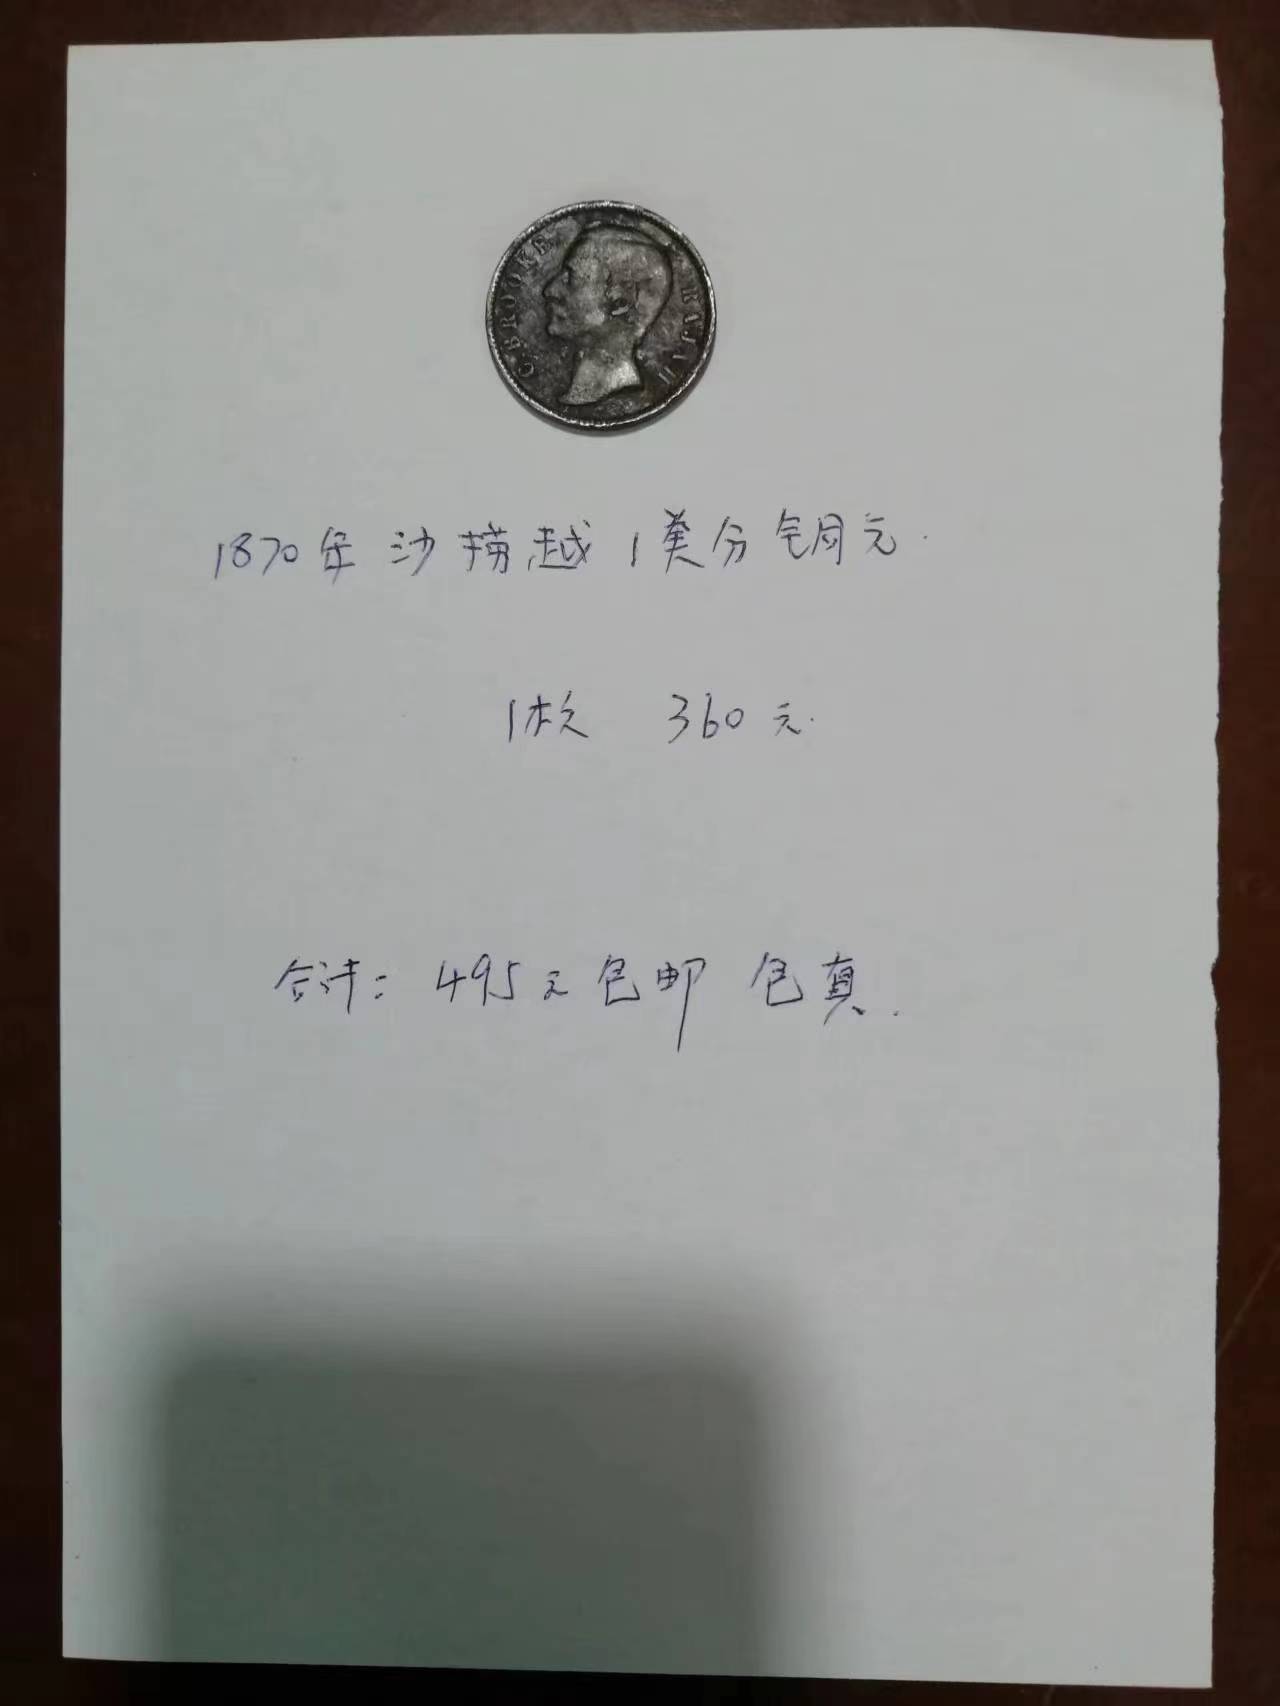 C. BROOKE RAJAH
1870年 沙捞越 1美分铜元.
1枚 360元.
合计: 495元包邮 包真.